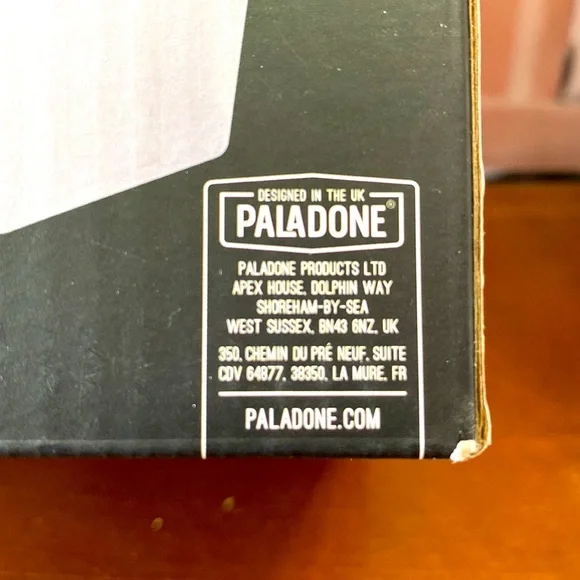 DESIGNED IN THE UK
PALADONE®
PALADONE PRODUCTS LTD
APEX HOUSE, DOLPHIN WAY
SHOREHAM-BY-SEA
WEST SUSSEX, BN43 6NZ, UK
350, CHEMIN DU PRÉ NEUF, SUITE
CDV 64877, 38350, LA MURE, FR
PALADONE.COM